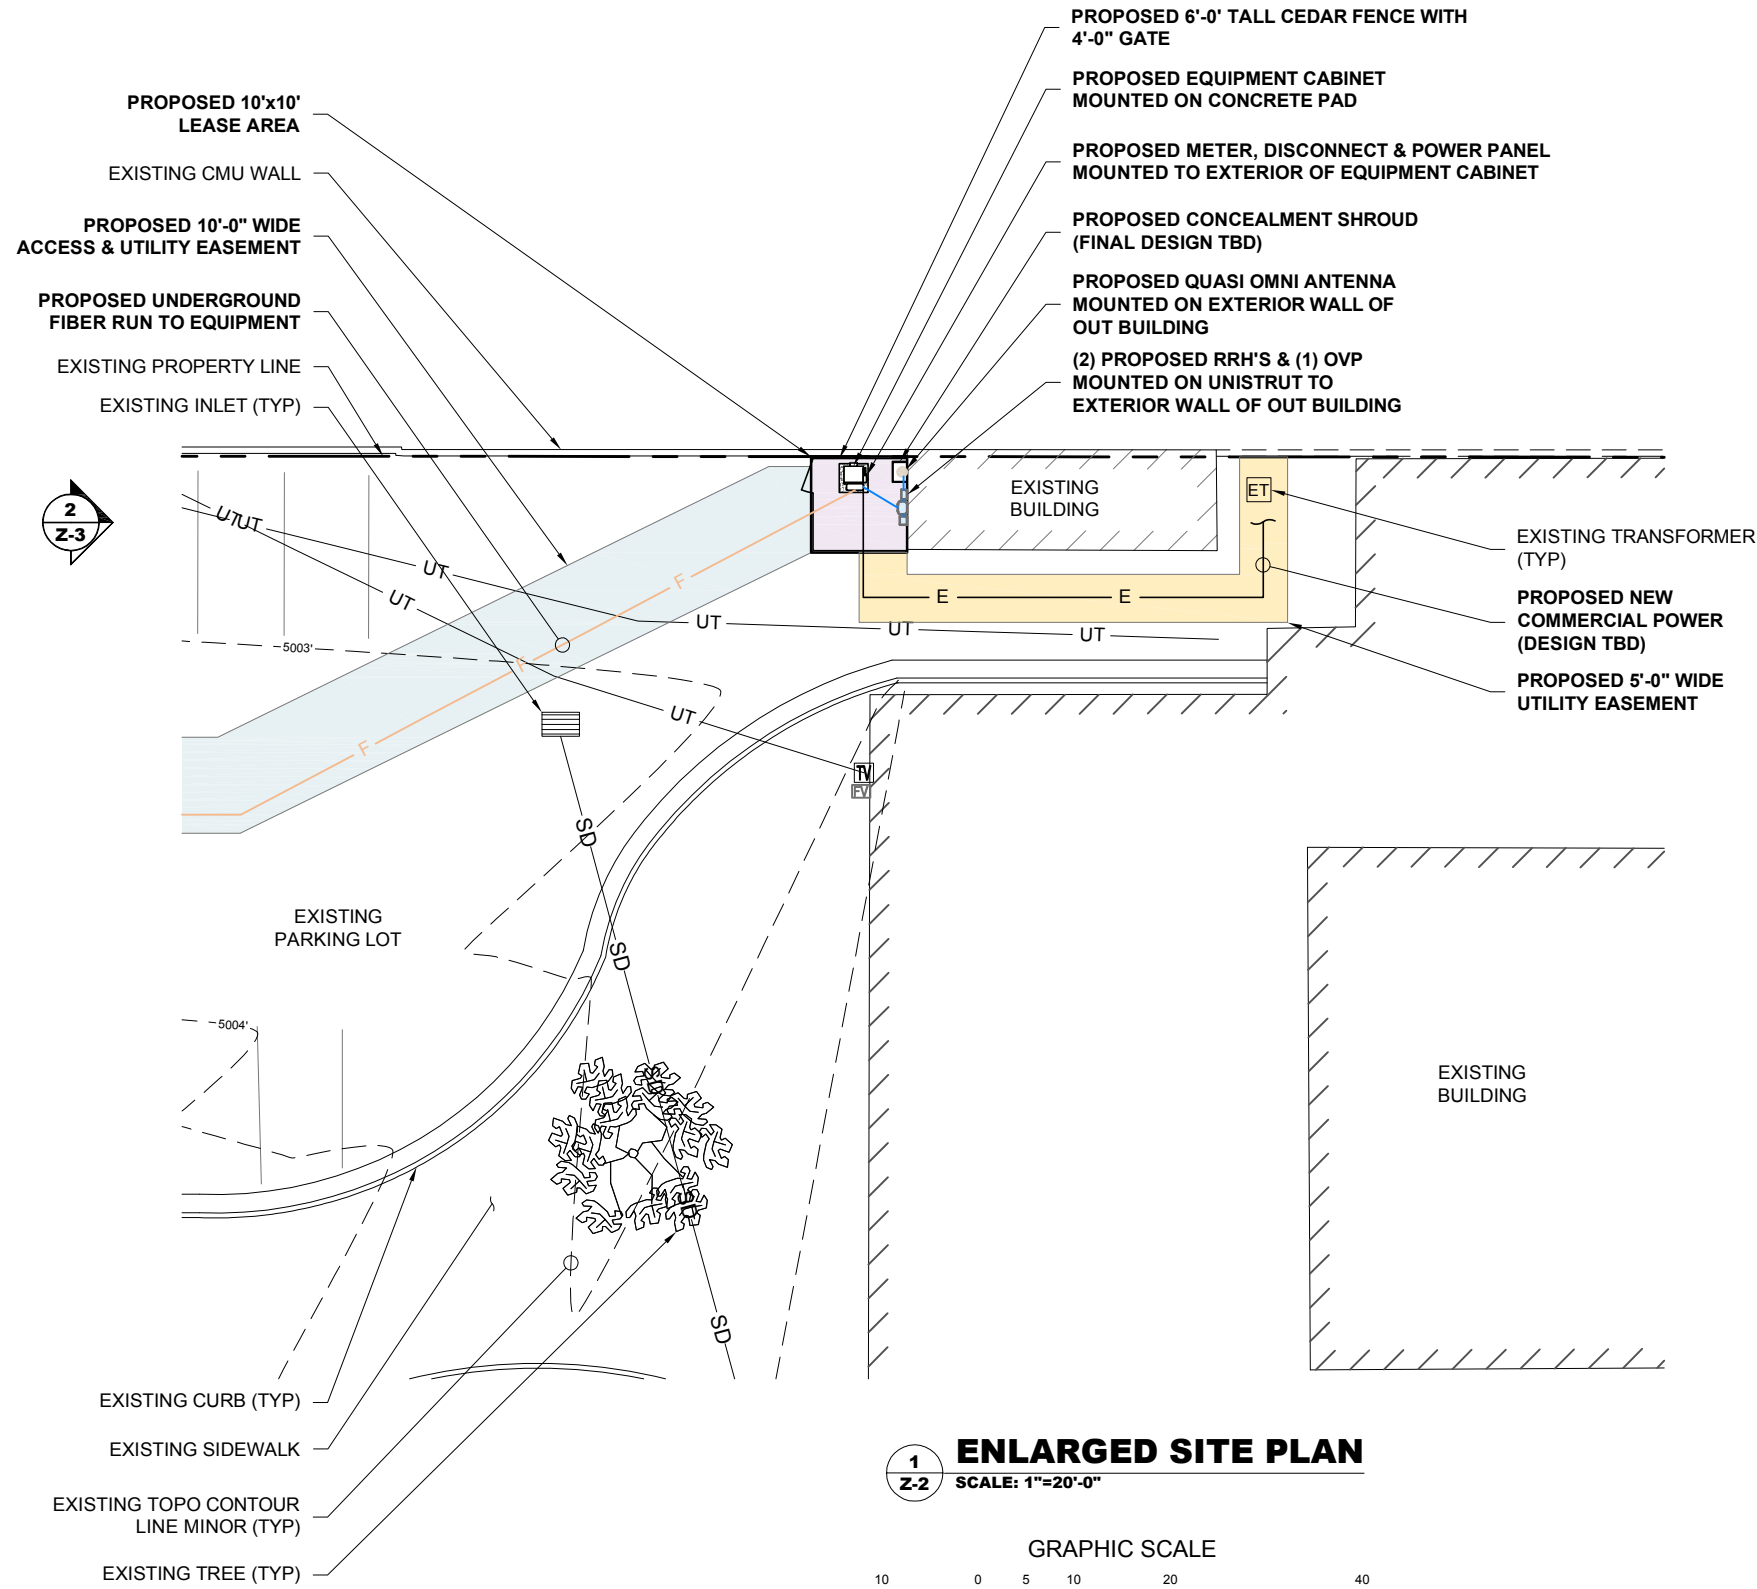 PROPOSED 6'-0' TALL CEDAR FENCE WITH
4'-0" GATE
PROPOSED EQUIPMENT CABINET
MOUNTED ON CONCRETE PAD
PROPOSED METER, DISCONNECT & POWER PANEL
MOUNTED TO EXTERIOR OF EQUIPMENT CABINET
PROPOSED CONCEALMENT SHROUD
(FINAL DESIGN TBD)
PROPOSED QUASI OMNI ANTENNA
MOUNTED ON EXTERIOR WALL OF
OUT BUILDING
(2) PROPOSED RRH'S & (1) OVP
MOUNTED ON UNISTRUT TO
EXTERIOR WALL OF OUT BUILDING
PROPOSED 10'x10'
LEASE AREA
EXISTING CMU WALL
PROPOSED 10'-0" WIDE
ACCESS & UTILITY EASEMENT
PROPOSED UNDERGROUND
FIBER RUN TO EQUIPMENT
EXISTING PROPERTY LINE
EXISTING INLET (TYP)
2
Z-3
UT
UT
UT
UT
UT
UT
UT
UT
F
F
F
E
E
5003'
EXISTING
BUILDING
ET
EXISTING TRANSFORMER
(TYP)
PROPOSED NEW
COMMERCIAL POWER
(DESIGN TBD)
PROPOSED 5'-0" WIDE
UTILITY EASEMENT
TV
FV
SD
SD
SD
SD
SD
EXISTING
PARKING LOT
5004'
EXISTING
BUILDING
EXISTING CURB (TYP)
EXISTING SIDEWALK
EXISTING TOPO CONTOUR
LINE MINOR (TYP)
EXISTING TREE (TYP)
1
Z-2
ENLARGED SITE PLAN
SCALE: 1"=20'-0"
GRAPHIC SCALE
10 0 5 10 20 40